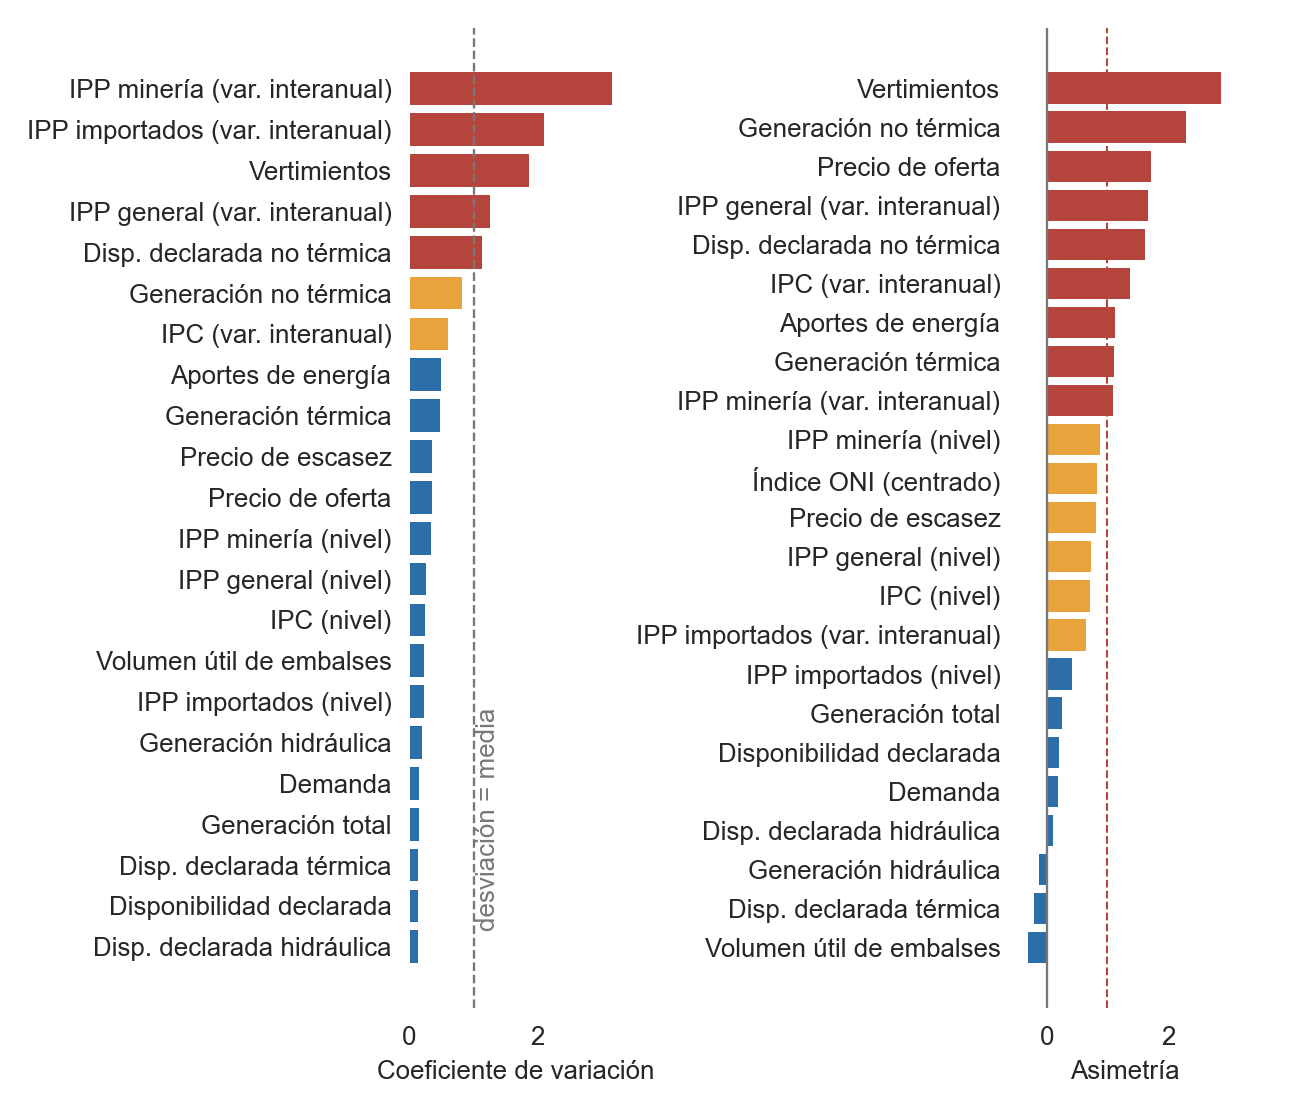 IPP minería (var. interanual)
IPP importados (var. interanual)
Vertimientos
IPP general (var. interanual)
Disp. declarada no térmica
Generación no térmica
IPC (var. interanual)
Aportes de energía
Generación térmica
Precio de escasez
Precio de oferta
IPP minería (nivel)
IPP general (nivel)
IPC (nivel)
Volumen útil de embalses
IPP importados (nivel)
Generación hidráulica
Demanda
Generación total
Disp. declarada térmica
Disponibilidad declarada
Disp. declarada hidráulica
desviación = media
0 2
Coeficiente de variación
Vertimientos
Generación no térmica
Precio de oferta
IPP general (var. interanual)
Disp. declarada no térmica
IPC (var. interanual)
Aportes de energía
Generación térmica
IPP minería (var. interanual)
IPP minería (nivel)
Índice ONI (centrado)
Precio de escasez
IPP general (nivel)
IPC (nivel)
IPP importados (var. interanual)
IPP importados (nivel)
Generación total
Disponibilidad declarada
Demanda
Disp. declarada hidráulica
Generación hidráulica
Disp. declarada térmica
Volumen útil de embalses
0 2
Asimetría